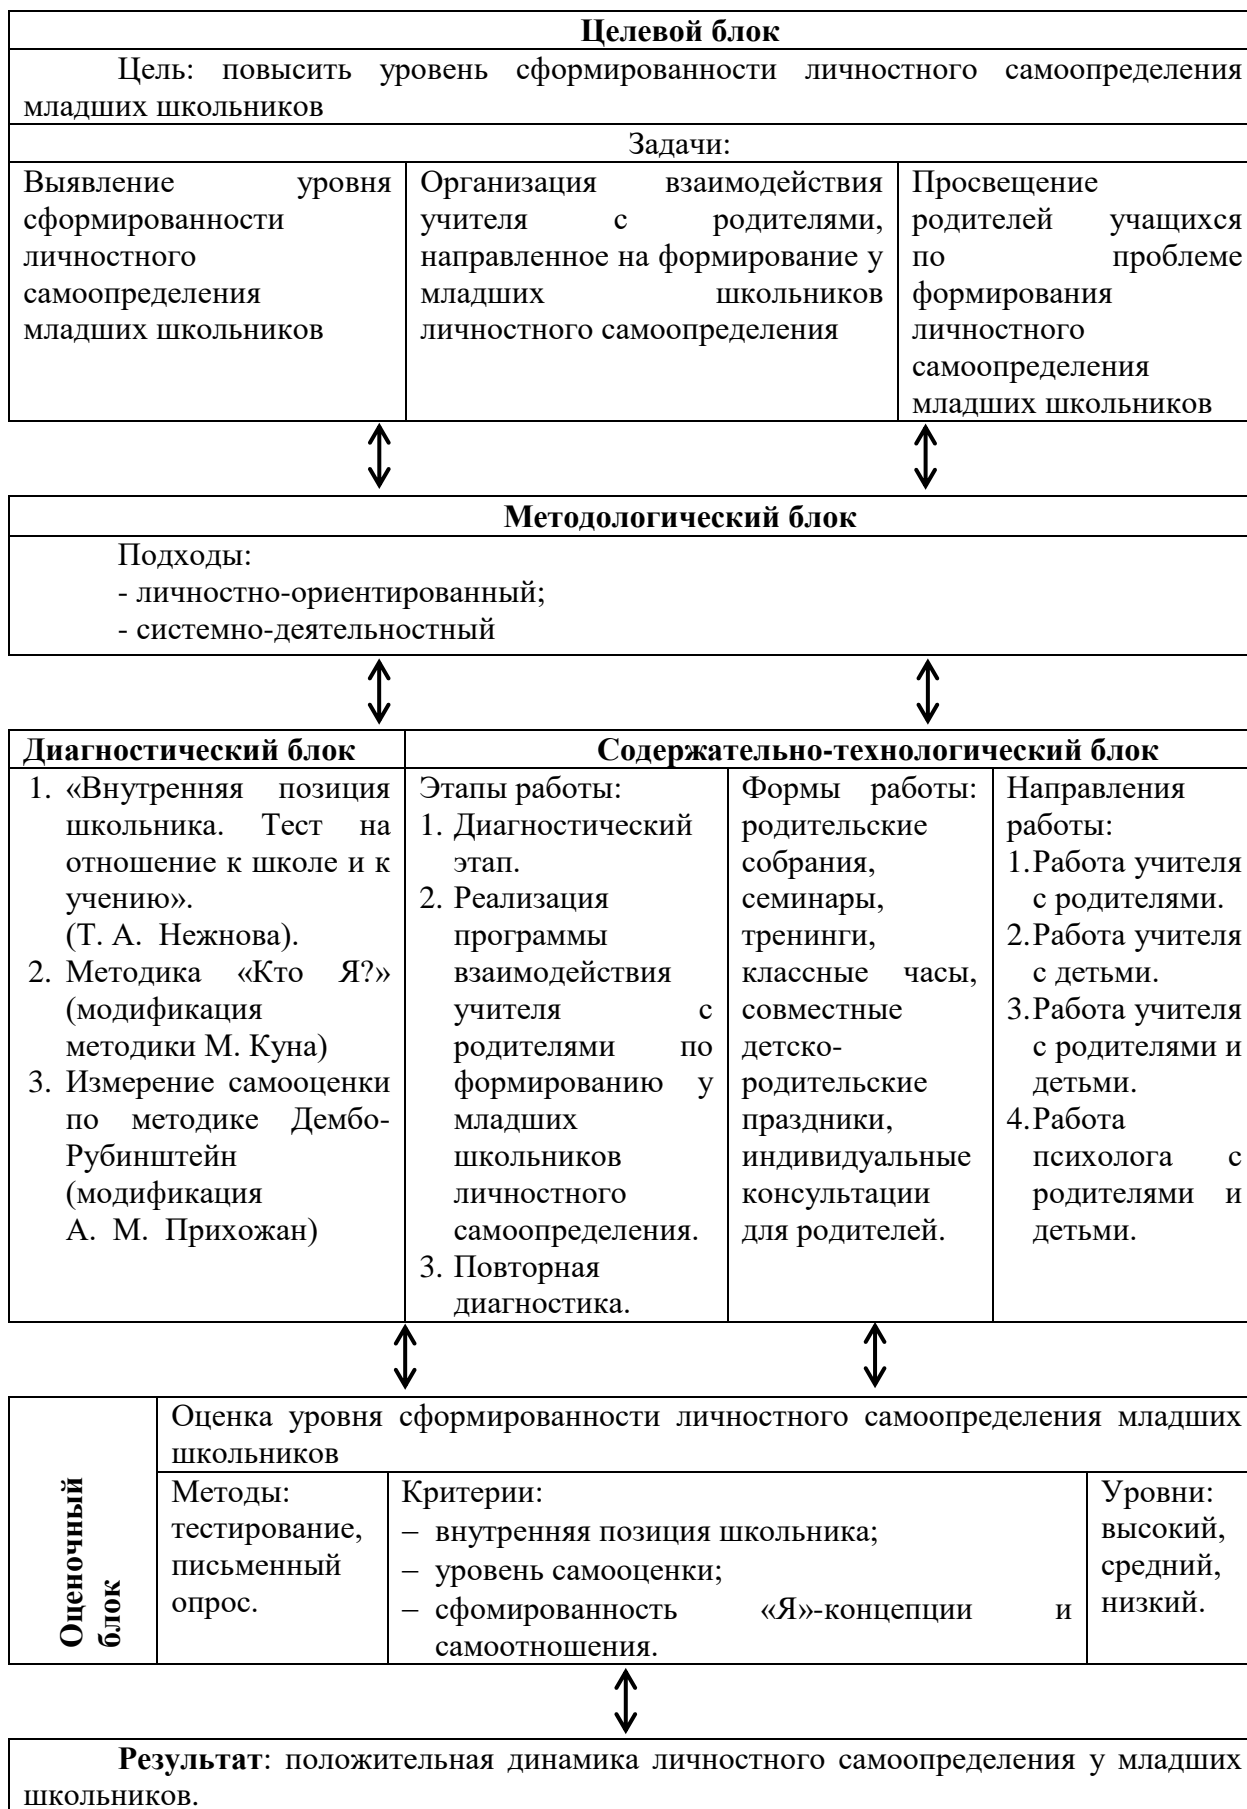 Целевой блок
Цель: повысить уровень сформированности личностного самоопределения
младших школьников
Задачи:
Выявление уровня
сформированности
личностного
самоопределения
младших школьников
Организация взаимодействия
учителя с родителями,
направленное на формирование у
младших школьников
личностного самоопределения
Просвещение
родителей учащихся
по проблеме
формирования
личностного
самоопределения
младших школьников
Методологический блок
Подходы:
- личностно-ориентированный;
- системно-деятельностный
Диагностический блок
1. «Внутренняя позиция
школьника. Тест на
отношение к школе и к
учению».
(Т. А. Нежнова).
2. Методика «Кто Я?»
(модификация
методики М. Куна)
3. Измерение самооценки
по методике Дембо-
Рубинштейн
(модификация
А. М. Прихожан)
Содержательно-технологический блок
Этапы работы:
1. Диагностический
этап.
2. Реализация
программы
взаимодействия
учителя с
родителями по
формированию у
младших
школьников
личностного
самоопределения.
3. Повторная
диагностика.
Формы работы:
родительские
собрания,
семинары,
тренинги,
классные часы,
совместные
детско-
родительские
праздники,
индивидуальные
консультации
для родителей.
Направления
работы:
1.Работа учителя
с родителями.
2.Работа учителя
с детьми.
3.Работа учителя
с родителями и
детьми.
4.Работа
психолога с
родителями и
детьми.
Оценочный
блок
Оценка уровня сформированности личностного самоопределения младших
школьников
Методы:
тестирование,
письменный
опрос.
Критерии:
– внутренняя позиция школьника;
– уровень самооценки;
– сфомированность «Я»-концепции и
самоотношения.
Уровни:
высокий,
средний,
низкий.
Результат: положительная динамика личностного самоопределения у младших
школьников.